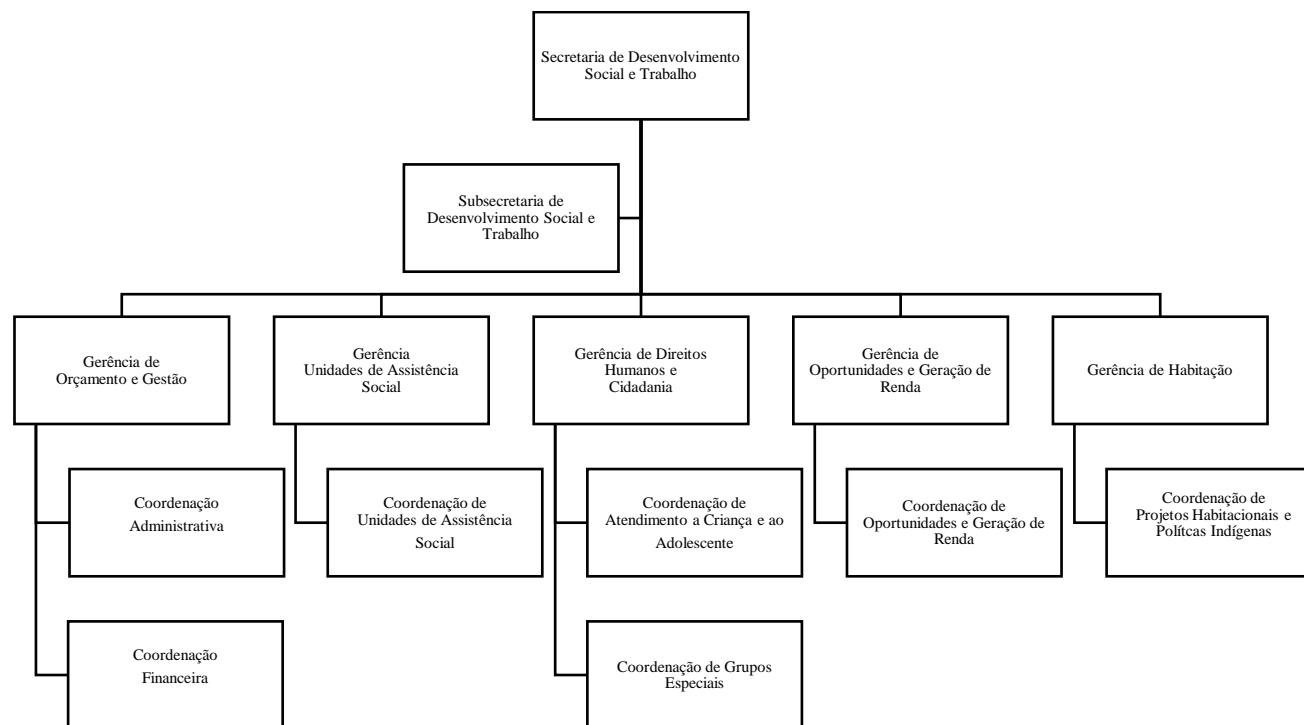 Secretaria de Desenvolvimento
Social e Trabalho
Subsecretaria de
Desenvolvimento Social e
Trabalho
Gerência de
Orçamento e Gestão
Gerência
Unidades de Assistência
Social
Gerência de Direitos
Humanos e
Cidadania
Gerência de
Oportunidades e Geração de
Renda
Gerência de Habitação
Coordenação
Administrativa
Coordenação de
Unidades de Assistência
Social
Coordenação de
Atendimento a Criança e ao
Adolescente
Coordenação de
Oportunidades e Geração de
Renda
Coordenação de
Projetos Habitacionais e
Polítcas Indígenas
Coordenação
Financeira
Coordenação de Grupos
Especiais